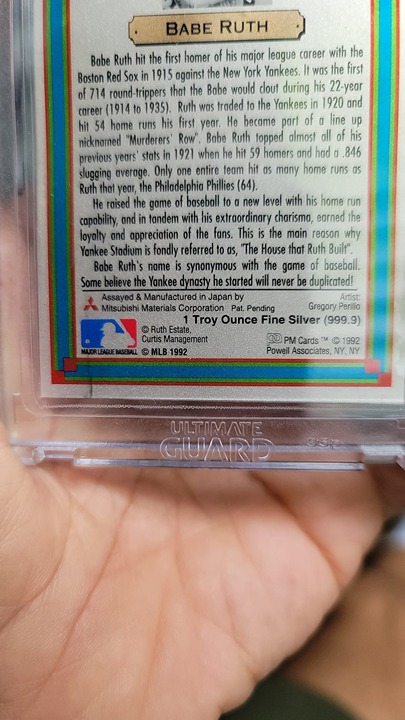 BABE RUTH
Babe Ruth hit the first homer of his major league career with the
Boston Red Sox in 1915 against the New York Yankees. It was the first
of 714 round-trippers that the Babe would clout during his 22-year
career (1914 to 1935). Ruth was traded to the Yankees in 1920 and
hit 54 home runs his first year. He became part of a line up
nicknamed "Murderers' Row". Babe Ruth topped almost all of his
previous years' stats in 1921 when he hit 59 homers and had a .846
slugging average. Only one entire team hit as many home runs as
Ruth that year, the Philadelphia Phillies (64).
He raised the game of baseball to a new level with his home run
capability, and in tandem with his extraordinary charisma, earned the
loyalty and appreciation of the fans. This is the main reason why
Yankee Stadium is fondly referred to as, "The House that Ruth Built".
Babe Ruth's name is synonymous with the game of baseball.
Some believe the Yankee dynasty he started will never be duplicated!
Assayed & Manufactured in Japan by
Mitsubishi Materials Corporation Pat. Pending
Artist:
Gregory Perillo
1 Troy Ounce Fine Silver (999.9)
© Ruth Estate,
Curtis Management
MAJOR LEAGUE BASEBALL © MLB 1992
PM Cards™ © 1992
Powell Associates, NY, NY
ULTIMATE
GUARD